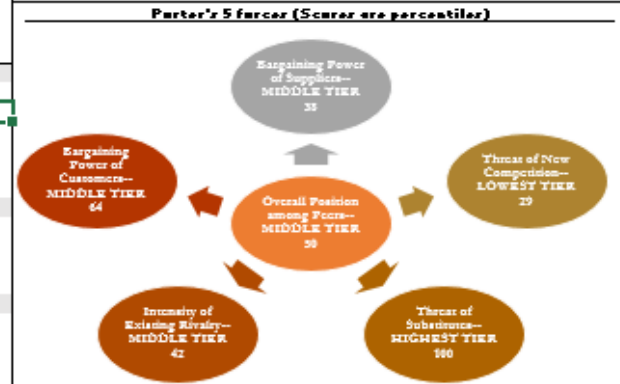 Porter's 5 forces (Scores are percentiles)
Bargaining Power
of Suppliers--
MIDDLE TIER
Bargaining
Power of
Customers--
MIDDLE TIER
64
Threat of New
Competition--
LOWEST TIER
29
Overall Position
among Peers--
MIDDLE TIER
50
Intensity of
Existing Rivalry--
MIDDLE TIER
42
Threat of
Substitutes--
HIGHEST TIER
100